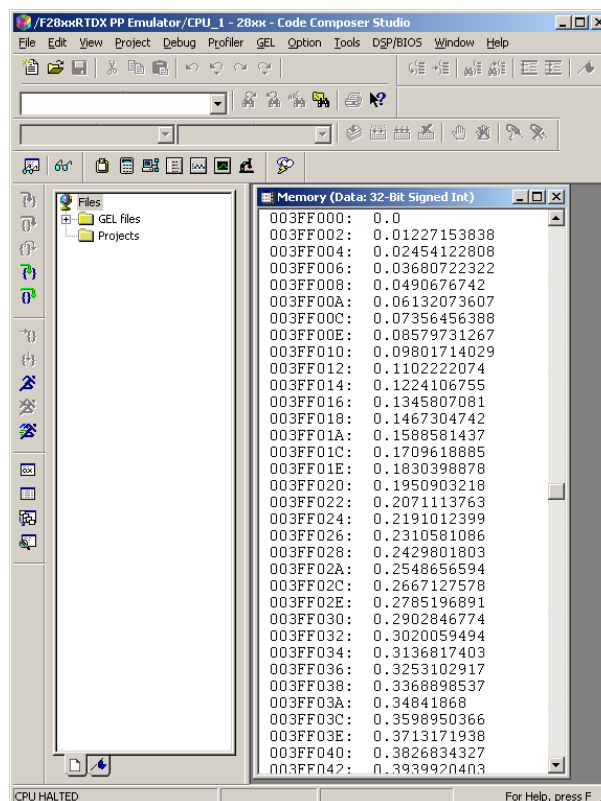 /F28xxRTDX PP Emulator/CPU_1 - 28xx - Code Composer Studio
File Edit View Project Debug Profiler GEL Option Tools DSP/BIOS Window Help
Files
GEL files
Projects
Memory (Data: 32-Bit Signed Int)
003FF000: 0.0
003FF002: 0.01227153838
003FF004: 0.02454122808
003FF006: 0.03680722322
003FF008: 0.0490676742
003FF00A: 0.06132073607
003FF00C: 0.07356456388
003FF00E: 0.08579731267
003FF010: 0.09801714029
003FF012: 0.1102222074
003FF014: 0.1224106755
003FF016: 0.1345807081
003FF018: 0.1467304742
003FF01A: 0.1588581437
003FF01C: 0.1709618885
003FF01E: 0.1830398878
003FF020: 0.1950903218
003FF022: 0.2071113763
003FF024: 0.2191012399
003FF026: 0.2310581086
003FF028: 0.2429801803
003FF02A: 0.2548656594
003FF02C: 0.2667127578
003FF02E: 0.2785196891
003FF030: 0.2902846774
003FF032: 0.3020059494
003FF034: 0.3136817403
003FF036: 0.3253102917
003FF038: 0.3368898537
003FF03A: 0.34841868
003FF03C: 0.3598950366
003FF03E: 0.3713171938
003FF040: 0.3826834327
003FF042: 0.3939920403
CPU HALTED
For Help, press F